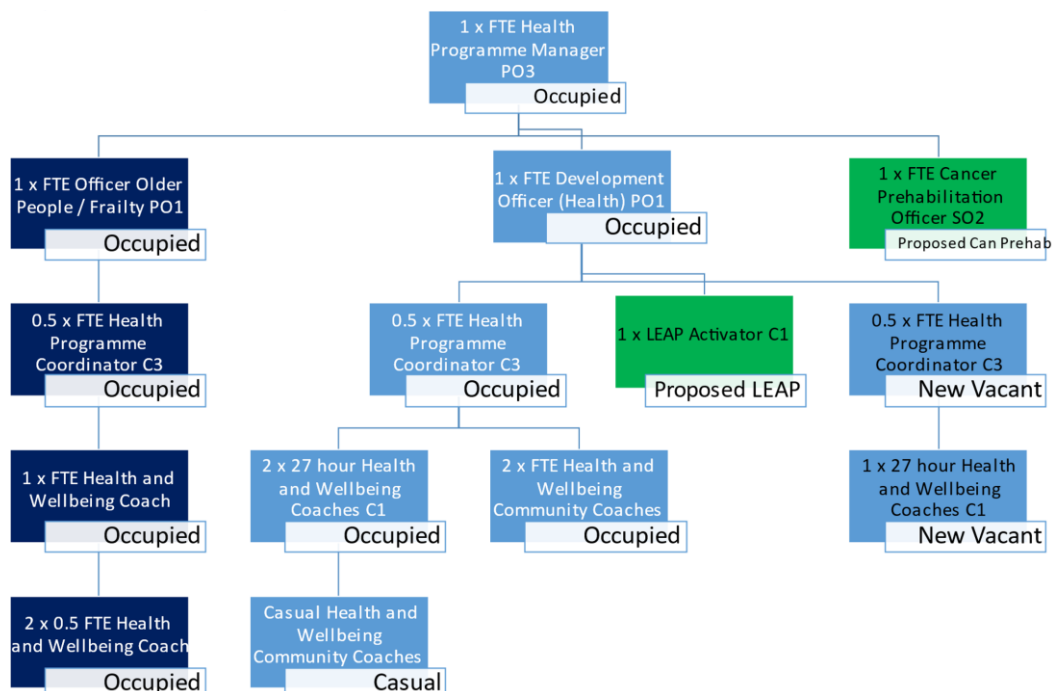 1 x FTE Health
Programme Manager
PO3
Occupied
1 x FTE Officer Older
People / Frailty PO1
Occupied
1 x FTE Development
Officer (Health) PO1
Occupied
1 x FTE Cancer
Prehabilitation
Officer SO2
Proposed Can Prehab
0.5 x FTE Health
Programme
Coordinator C3
Occupied
0.5 x FTE Health
Programme
Coordinator C3
Occupied
1 x LEAP Activator C1
Proposed LEAP
0.5 x FTE Health
Programme
Coordinator C3
New Vacant
1 x FTE Health and
Wellbeing Coach
Occupied
2 x 27 hour Health
and Wellbeing
Coaches C1
Occupied
2 x FTE Health and
Wellbeing
Community Coaches
Occupied
1 x 27 hour Health
and Wellbeing
Coaches C1
New Vacant
2 x 0.5 FTE Health
and Wellbeing Coach
Occupied
Casual Health and
Wellbeing
Community Coaches
Casual